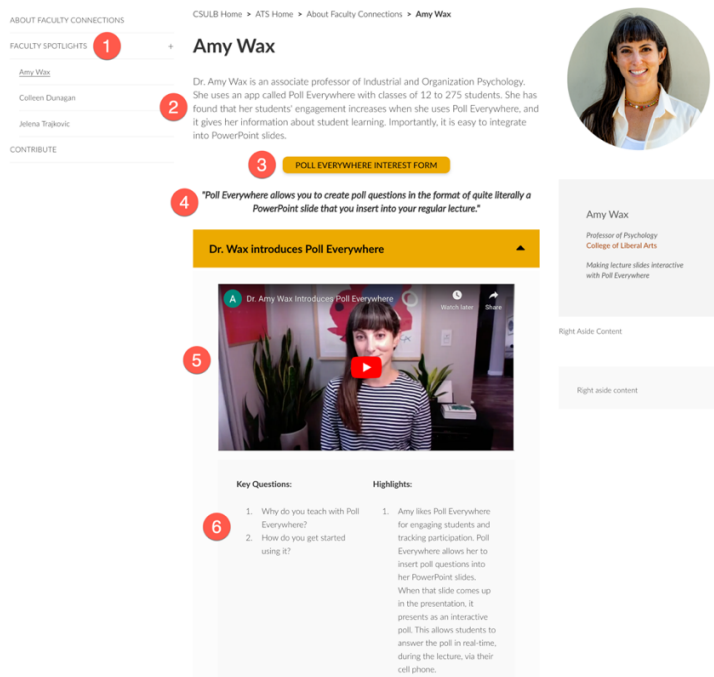 ABOUT FACULTY CONNECTIONS
FACULTY SPOTLIGHTS 1 +
Amy Wax
Colleen Dunagan
Jelena Trajkovic
CONTRIBUTE
CSULB Home > ATS Home > About Faculty Connections > Amy Wax
Amy Wax
2
Dr. Amy Wax is an associate professor of Industrial and Organization Psychology.
She uses an app called Poll Everywhere with classes of 12 to 275 students. She has
found that her students' engagement increases when she uses Poll Everywhere, and
it gives her information about student learning. Importantly, it is easy to integrate
into PowerPoint slides.
3 POLL EVERYWHERE INTEREST FORM
4
"Poll Everywhere allows you to create poll questions in the format of quite literally a
PowerPoint slide that you insert into your regular lecture."
Dr. Wax introduces Poll Everywhere
5
A Dr. Amy Wax Introduces Poll Everywhere
Watch later Share
6
Key Questions:
1. Why do you teach with Poll
Everywhere?
2. How do you get started
using it?
Highlights:
1. Amy likes Poll Everywhere
for engaging students and
tracking participation. Poll
Everywhere allows her to
insert poll questions into
her PowerPoint slides.
When that slide comes up
in the presentation, it
presents as an interactive
poll. This allows students to
answer the poll in real-time,
during the lecture, via their
cell phone.
Amy Wax
Professor of Psychology
College of Liberal Arts
Making lecture slides interactive
with Poll Everywhere
Right Aside Content
Right aside content